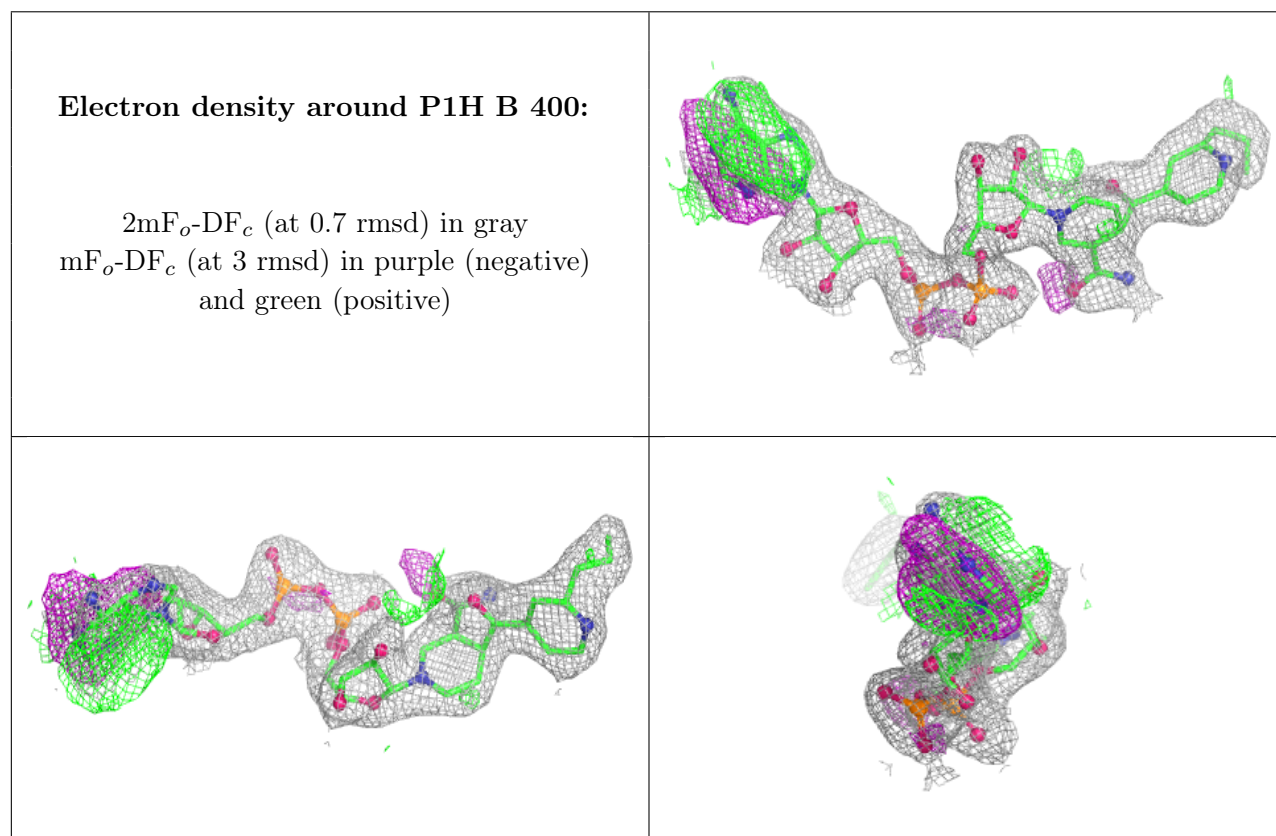 Electron density around P1H B 400:
2mFo-DFc (at 0.7 rmsd) in gray
mFo-DFc (at 3 rmsd) in purple (negative)
and green (positive)